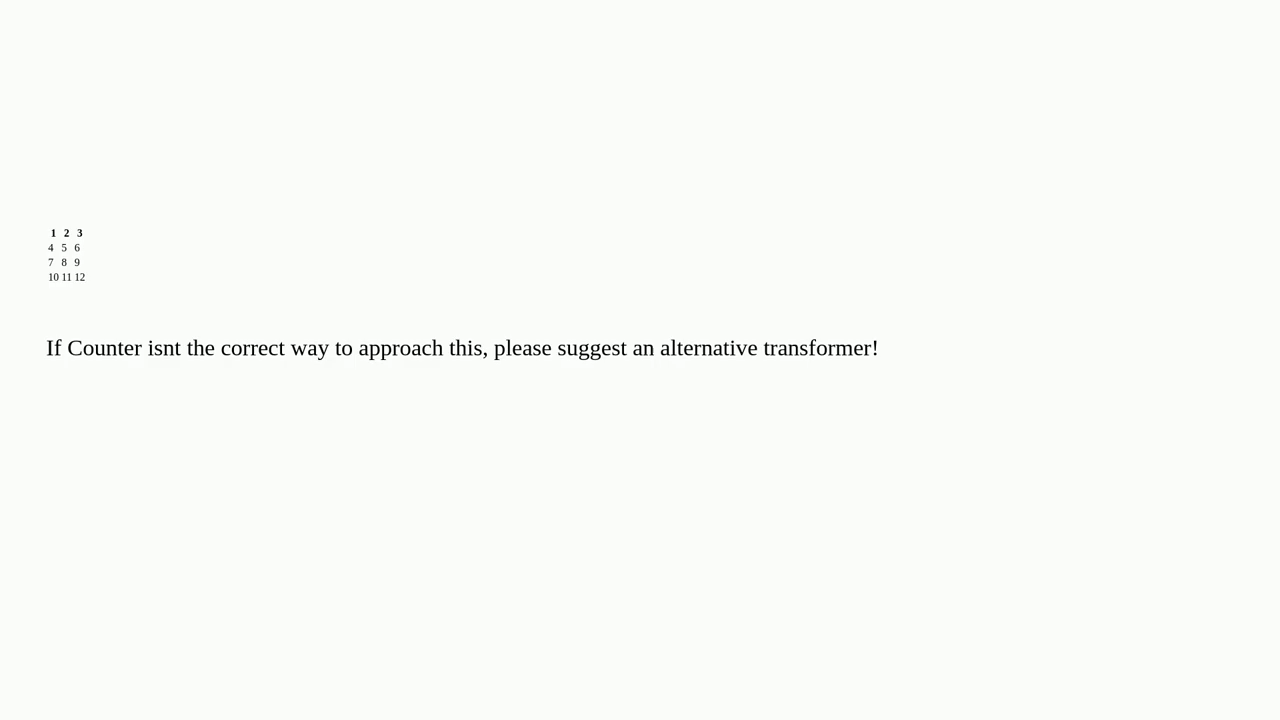 1 2 3
4 5 6
7 8 9
10 11 12
If Counter isnt the correct way to approach this, please suggest an alternative transformer!